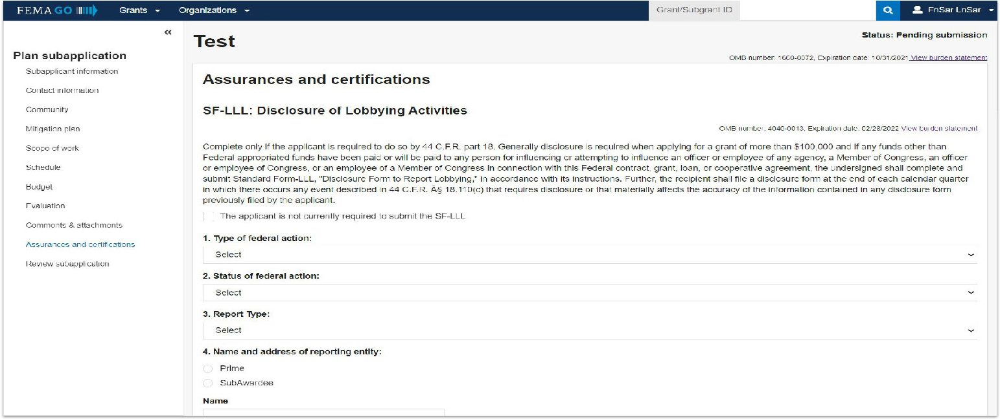 FEMA GO Grants Organizations Grant/Subgrant ID FnSar LnSar
«
Plan subapplication
Subapplicant information
Contact information
Community
Mitigation plan
Scope of work
Schedule
Budget
Evaluation
Comments & attachments
Assurances and certifications
Review subapplication
Test
Status: Pending submission
OMB number: 1660-0072, Expiration date: 10/31/2021 View burden statement
Assurances and certifications
SF-LLL: Disclosure of Lobbying Activities
OMB number: 4040-0013, Expiration date: 02/28/2022 View burden statement
Complete only if the applicant is required to do so by 44 C.F.R. part 18. Generally disclosure is required when applying for a grant of more than $100,000 and if any funds other than
Federal appropriated funds have been paid or will be paid to any person for influencing or attempting to influence an officer or employee of any agency, a Member of Congress, an officer
or employee of Congress, or an employee of a Member of Congress in connection with this Federal contract, grant, loan, or cooperative agreement, the undersigned shall complete and
submit Standard Form-LLL, "Disclosure Form to Report Lobbying," in accordance with its instructions. Further, the recipient shall file a disclosure form at the end of each calendar quarter
in which there occurs any event described in 44 C.F.R. Â§ 18.110(c) that requires disclosure or that materially affects the accuracy of the information contained in any disclosure form
previously filed by the applicant.
The applicant is not currently required to submit the SF-LLL
1. Type of federal action:
Select
2. Status of federal action:
Select
3. Report Type:
Select
4. Name and address of reporting entity:
Prime
SubAwardee
Name